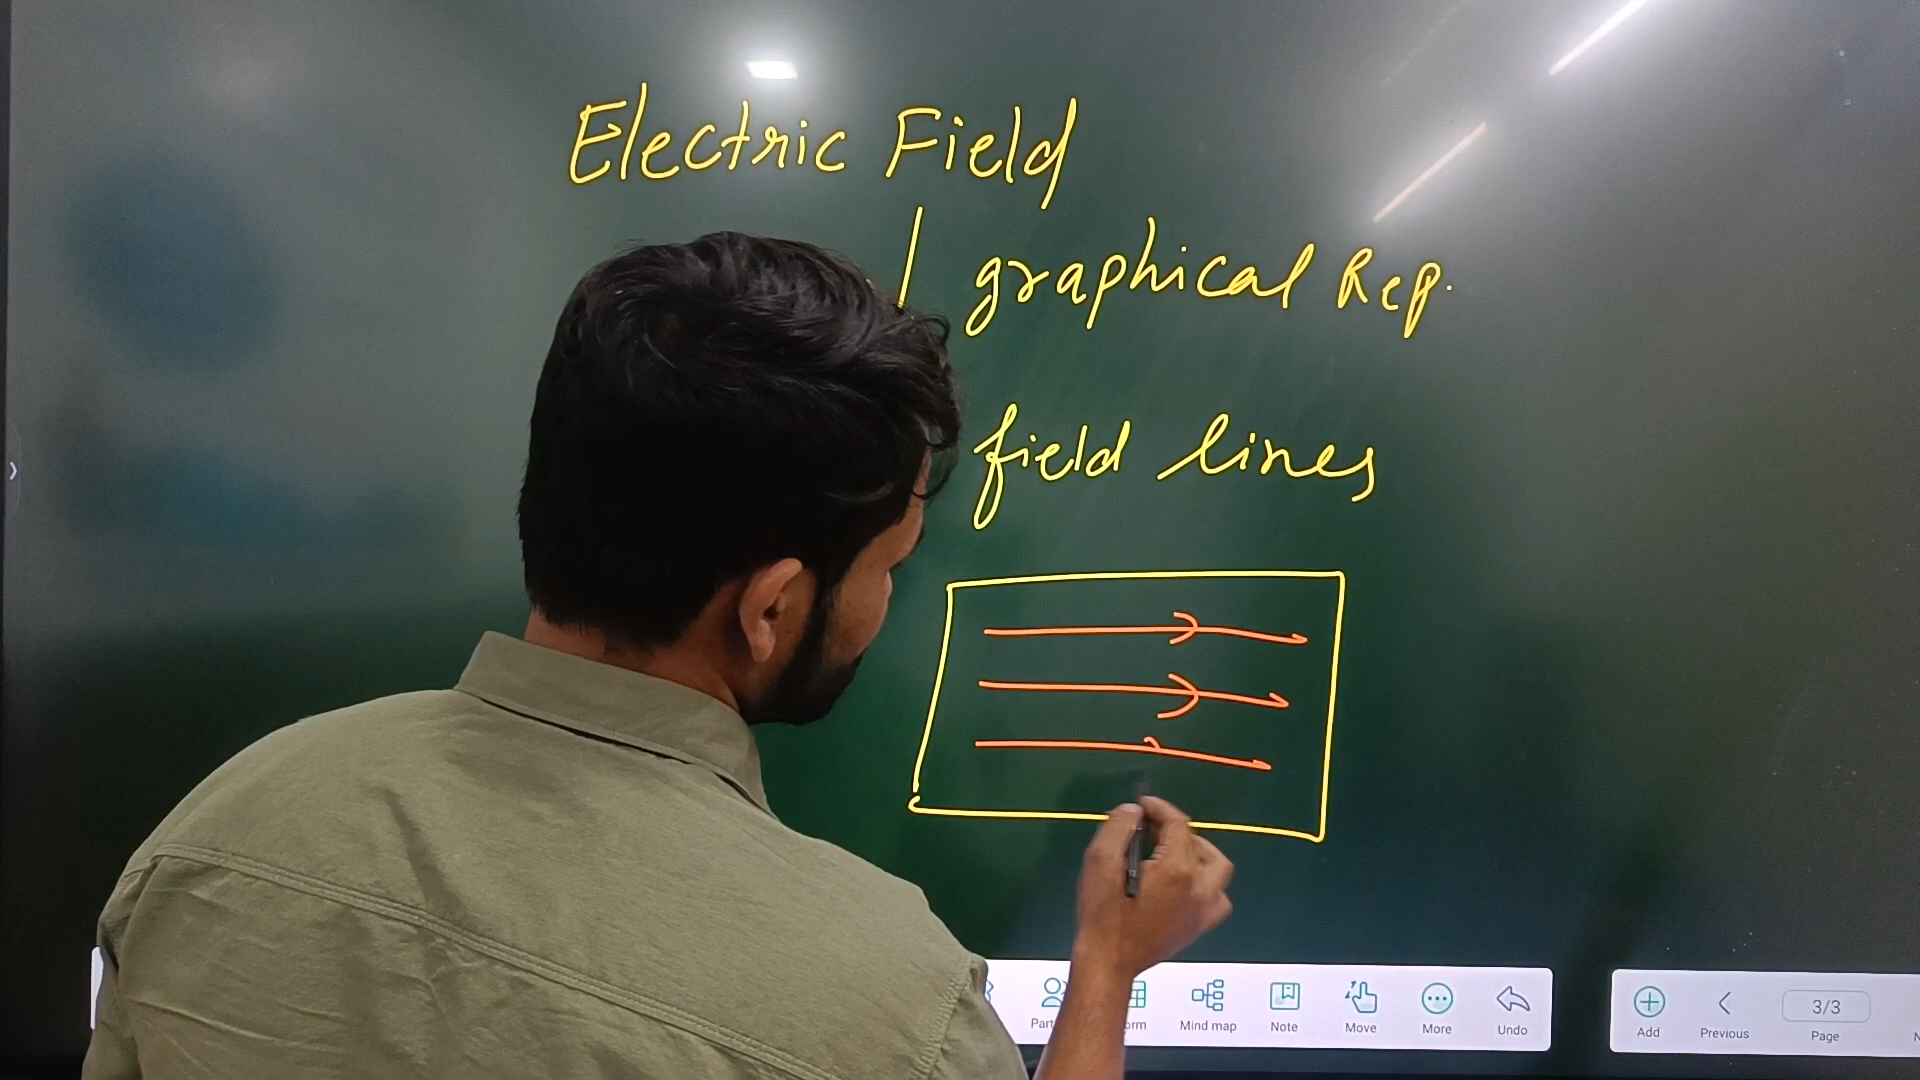 Electric Field
graphical Rep.
field lines
Mind map
Note
Move
More
Undo
Add
Previous
3/3
Page